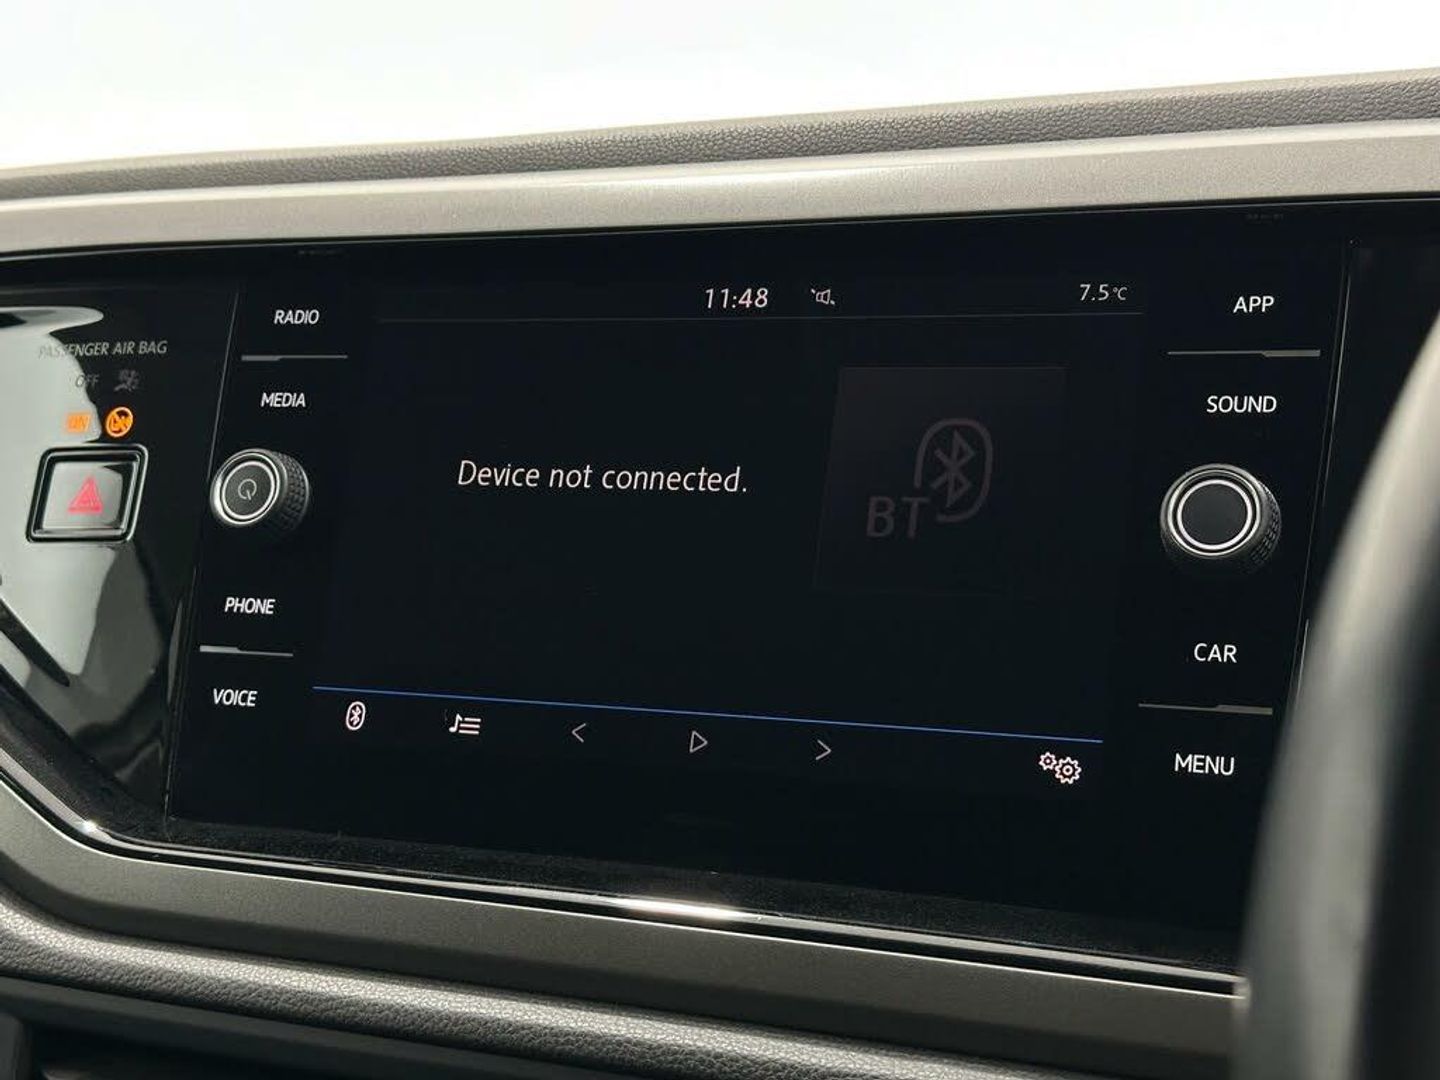 11:48
7.5°C
RADIO
MEDIA
PHONE
VOICE
PASSENGER AIR BAG
OFF
ON
Device not connected.
BT
APP
SOUND
CAR
MENU